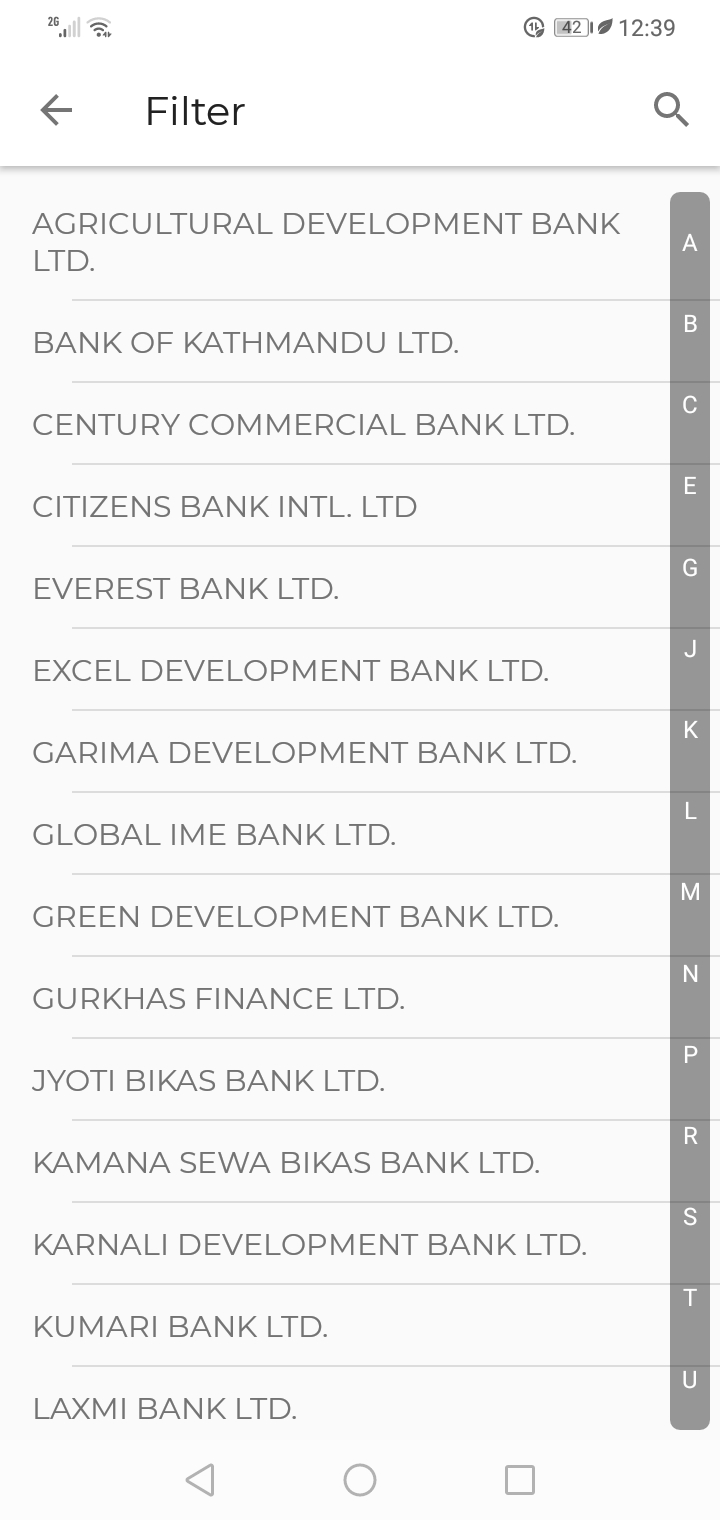 2G 42 12:39
Filter
AGRICULTURAL DEVELOPMENT BANK
LTD.
BANK OF KATHMANDU LTD.
CENTURY COMMERCIAL BANK LTD.
CITIZENS BANK INTL. LTD
EVEREST BANK LTD.
EXCEL DEVELOPMENT BANK LTD.
GARIMA DEVELOPMENT BANK LTD.
GLOBAL IME BANK LTD.
GREEN DEVELOPMENT BANK LTD.
GURKHAS FINANCE LTD.
JYOTI BIKAS BANK LTD.
KAMANA SEWA BIKAS BANK LTD.
KARNALI DEVELOPMENT BANK LTD.
KUMARI BANK LTD.
LAXMI BANK LTD.
A
B
C
E
G
J
K
L
M
N
P
R
S
T
U